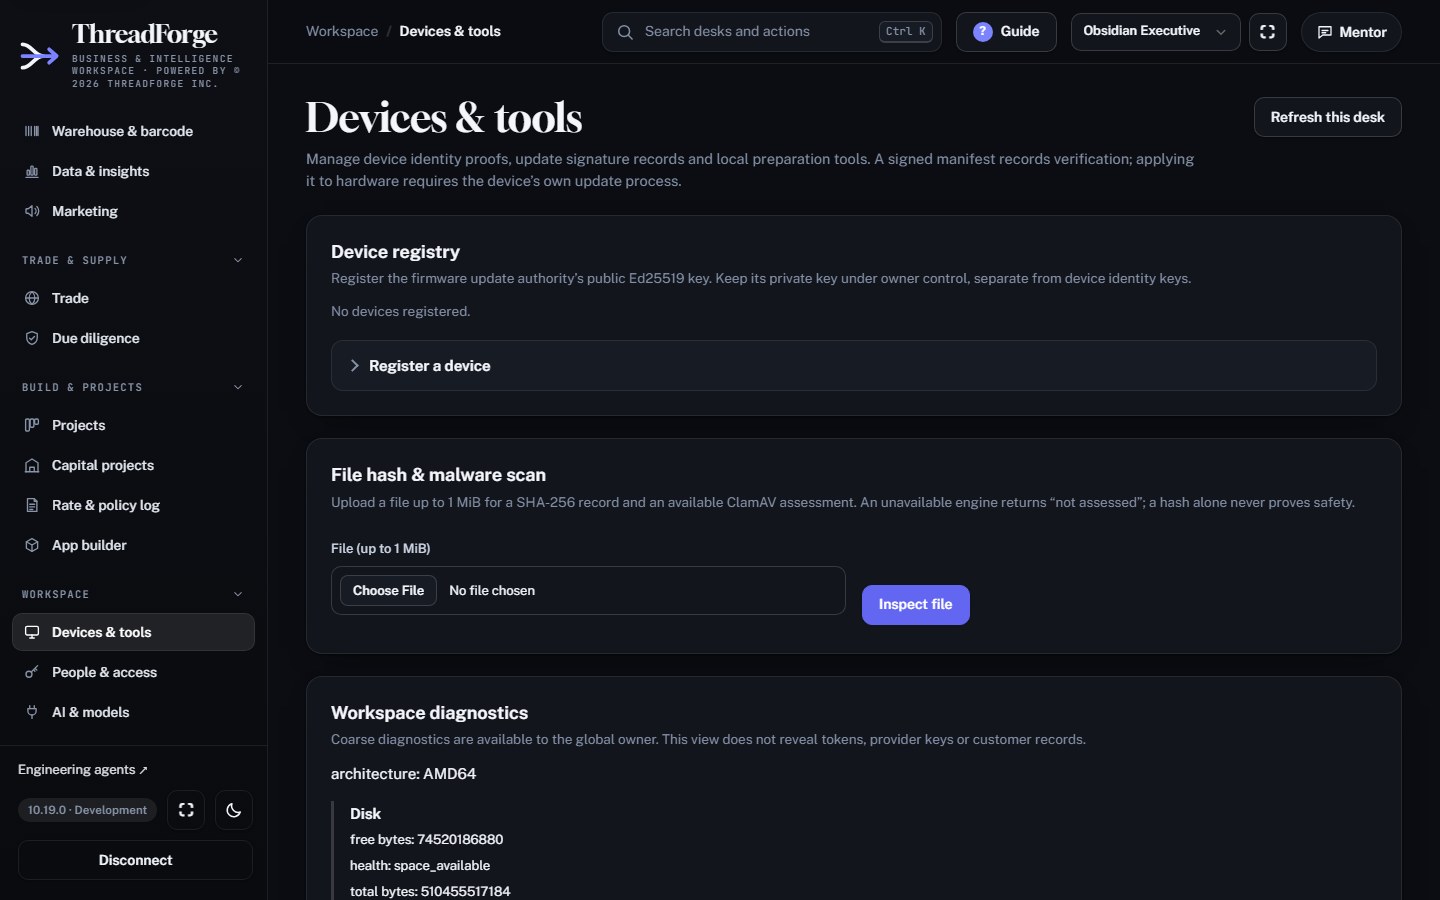 ThreadForge
BUSINESS & INTELLIGENCE
WORKSPACE · POWERED BY ©
2026 THREADFORGE INC.
Warehouse & barcode
Data & insights
Marketing
TRADE & SUPPLY
Trade
Due diligence
BUILD & PROJECTS
Projects
Capital projects
Rate & policy log
App builder
WORKSPACE
Devices & tools
People & access
AI & models
Engineering agents ↗
10.19.0 · Development
Disconnect
Workspace / Devices & tools
Search desks and actions
Ctrl K
? Guide
Obsidian Executive
Mentor
Devices & tools
Refresh this desk
Manage device identity proofs, update signature records and local preparation tools. A signed manifest records verification; applying
it to hardware requires the device's own update process.
Device registry
Register the firmware update authority's public Ed25519 key. Keep its private key under owner control, separate from device identity keys.
No devices registered.
Register a device
File hash & malware scan
Upload a file up to 1 MiB for a SHA-256 record and an available ClamAV assessment. An unavailable engine returns “not assessed”; a hash alone never proves safety.
File (up to 1 MiB)
Choose File No file chosen
Inspect file
Workspace diagnostics
Coarse diagnostics are available to the global owner. This view does not reveal tokens, provider keys or customer records.
architecture: AMD64
Disk
free bytes: 74520186880
health: space_available
total bytes: 510455517184